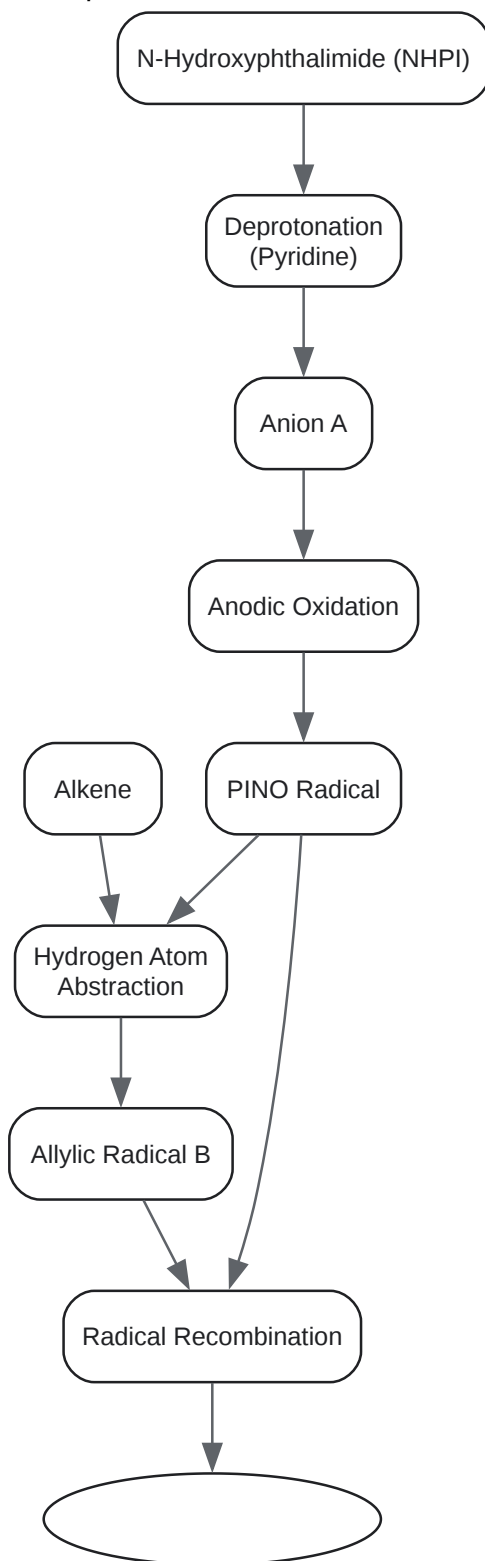 N-Hydroxyphthalimide (NHPI)
Deprotonation
(Pyridine)
Anion A
Anodic Oxidation
Alkene
PINO Radical
Hydrogen Atom
Abstraction
Allylic Radical B
Radical Recombination